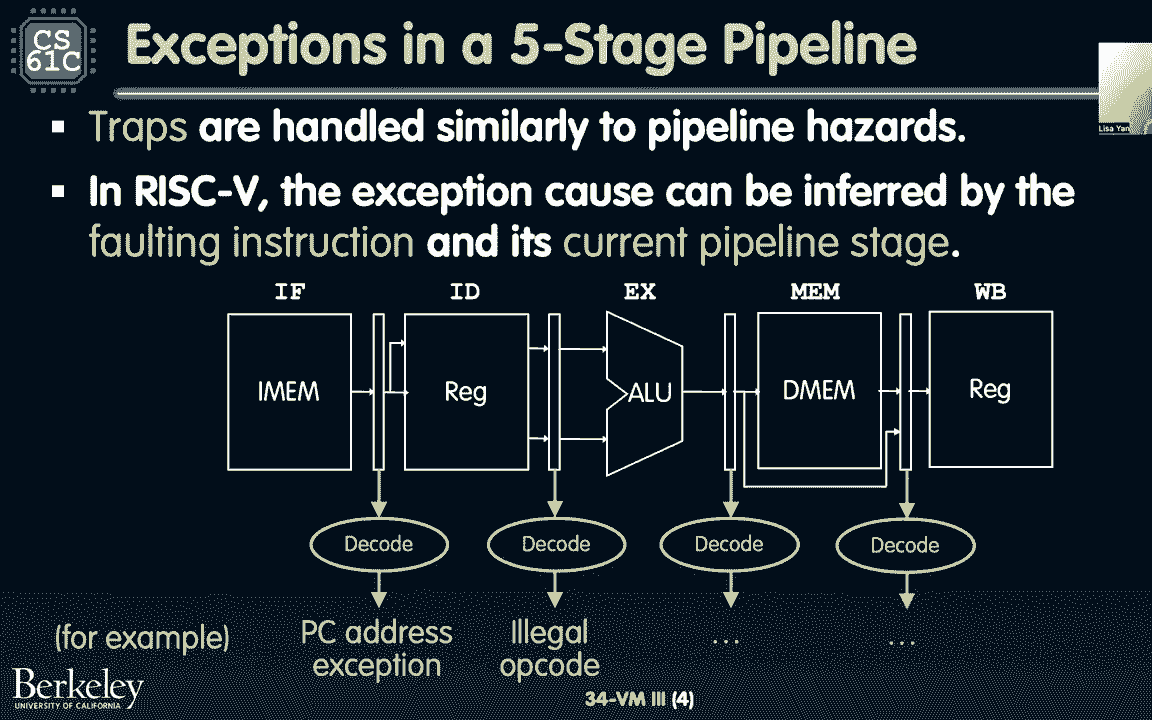 CS
61C
Exceptions in a 5-Stage Pipeline
▪ Traps are handled similarly to pipeline hazards.
▪ In RISC-V, the exception cause can be inferred by the
faulting instruction and its current pipeline stage.
IF ID EX MEM WB
IMEM Reg ALU DMEM Reg
Decode Decode Decode Decode
(for example) PC address exception Illegal opcode ... ...
Berkeley
UNIVERSITY OF CALIFORNIA
34-VM III (4)
Lisa Yan